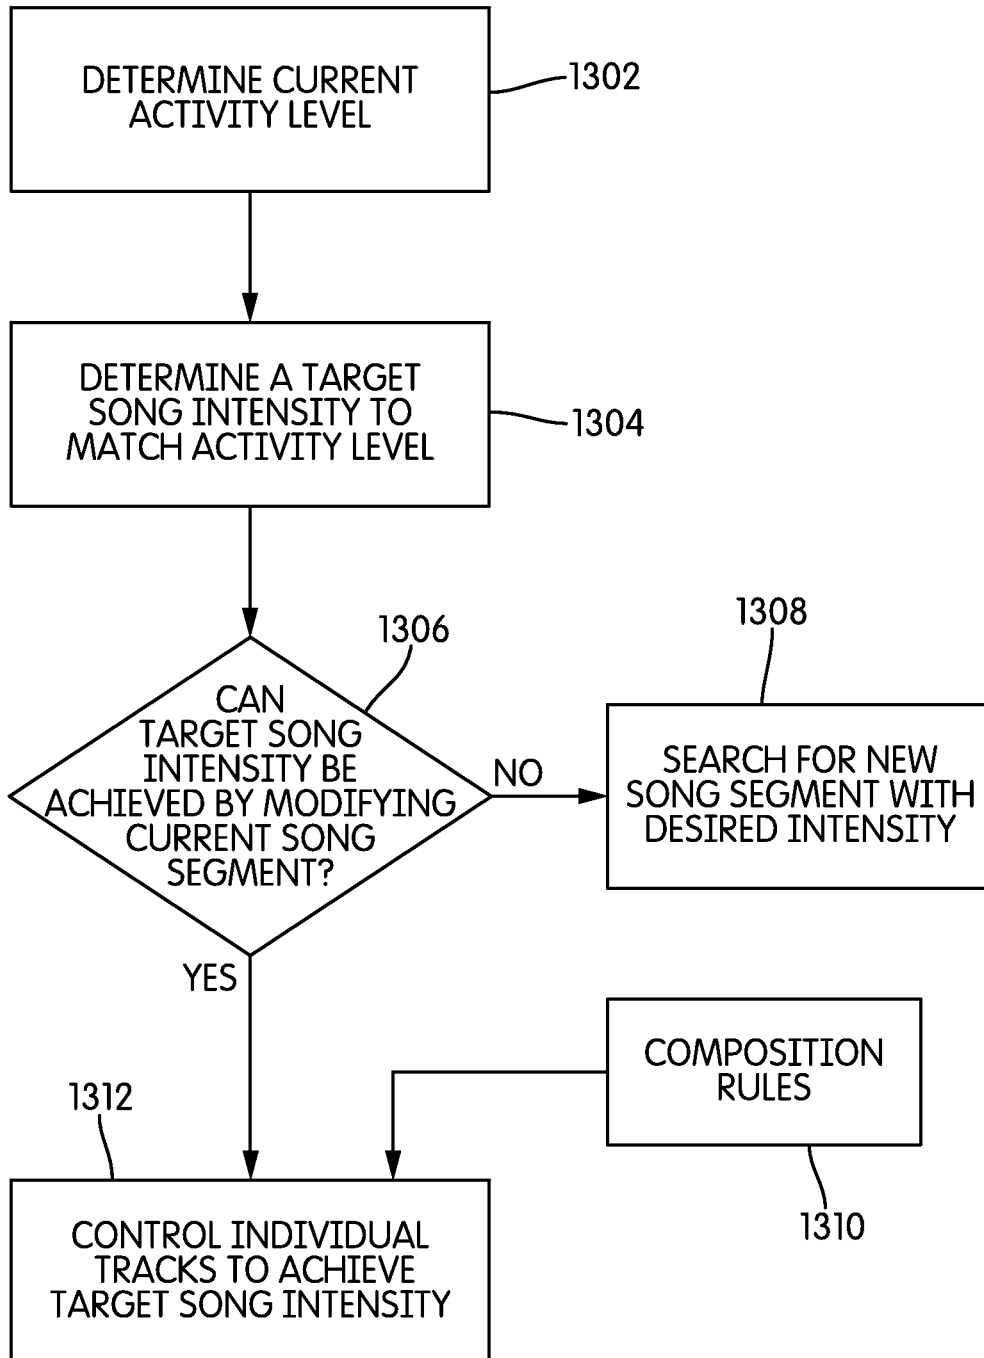 DETERMINE CURRENT
ACTIVITY LEVEL
1302
DETERMINE A TARGET
SONG INTENSITY TO
MATCH ACTIVITY LEVEL
1304
1306
CAN
TARGET SONG
INTENSITY BE
ACHIEVED BY MODIFYING
CURRENT SONG
SEGMENT?
NO
1308
SEARCH FOR NEW
SONG SEGMENT WITH
DESIRED INTENSITY
YES
COMPOSITION
RULES
1310
1312
CONTROL INDIVIDUAL
TRACKS TO ACHIEVE
TARGET SONG INTENSITY